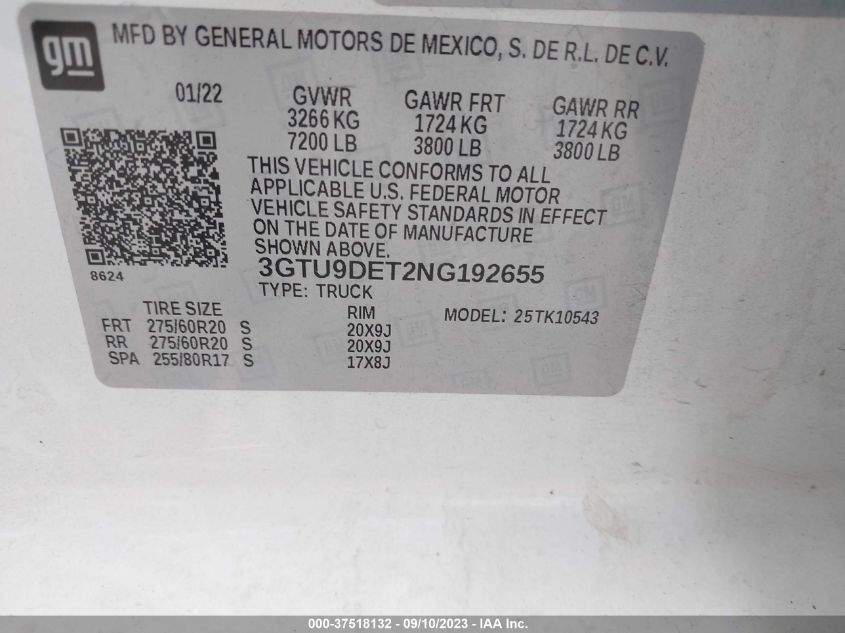 gm
MFD BY GENERAL MOTORS DE MEXICO, S. DE R.L. DE C.V.
01/22 GVWR GAWR FRT GAWR RR
3266 KG 1724 KG 1724 KG
7200 LB 3800 LB 3800 LB
THIS VEHICLE CONFORMS TO ALL
APPLICABLE U.S. FEDERAL MOTOR
VEHICLE SAFETY STANDARDS IN EFFECT
ON THE DATE OF MANUFACTURE
SHOWN ABOVE.
8624
3GTU9DET2NG192655
TYPE: TRUCK
TIRE SIZE RIM MODEL: 25TK10543
FRT 275/60R20 S 20X9J
RR 275/60R20 S 20X9J
SPA 255/80R17 S 17X8J
000-37518132 - 09/10/2023 - IAA Inc.